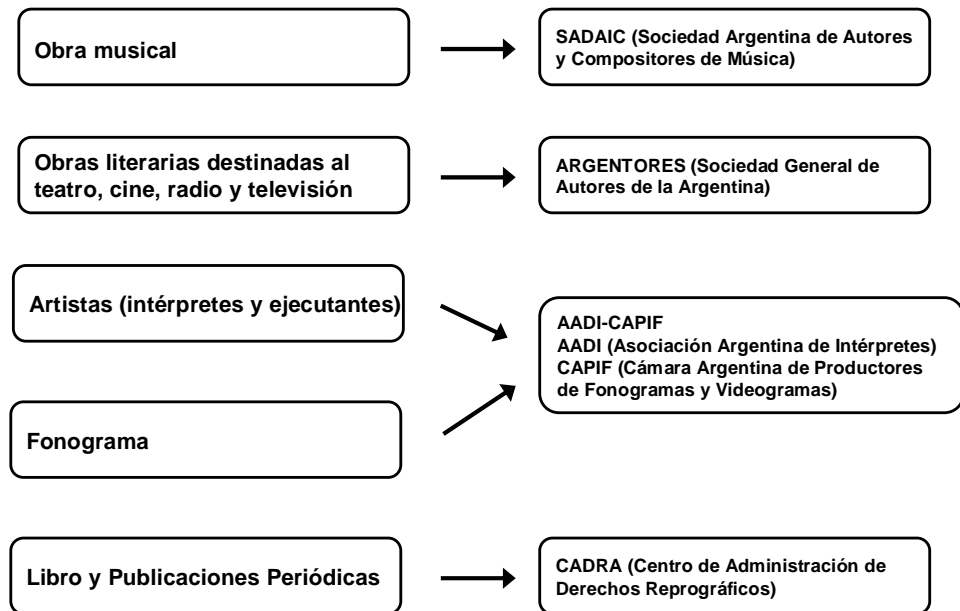 Obra musical
SADAIC (Sociedad Argentina de Autores
y Compositores de Música)
Obras literarias destinadas al
teatro, cine, radio y televisión
ARGENTORES (Sociedad General de
Autores de la Argentina)
Artistas (intérpretes y ejecutantes)
AADI-CAPIF
AADI (Asociación Argentina de Intérpretes)
CAPIF (Cámara Argentina de Productores
de Fonogramas y Videogramas)
Fonograma
Libro y Publicaciones Periódicas
CADRA (Centro de Administración de
Derechos Reprográficos)